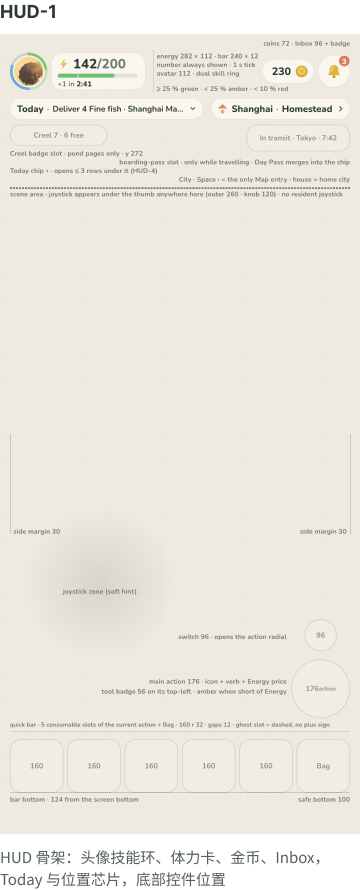 HUD-1
coins 72 · Inbox 96 + badge
142/200
+1 in 2:41
energy 282 × 112 · bar 240 × 12
number always shown · 1 s tick
avatar 112 · dual skill ring
≥ 25 % green · < 25 % amber · < 10 % red
230
3
Today · Deliver 4 Fine fish · Shanghai Ma...
Shanghai · Homestead
Creel 7 · 6 free
In transit · Tokyo · 7:42
Creel badge slot · pond pages only · y 272
boarding-pass slot · only while travelling · Day Pass merges into the chip
Today chip · opens ≤ 3 rows under it (HUD-4)
City · Space › = the only Map entry · house = home city
scene area · joystick appears under the thumb anywhere here (outer 260 · knob 120) · no resident joystick
side margin 30
side margin 30
joystick zone (soft hint)
switch 96 · opens the action radial
96
main action 176 · icon + verb + Energy price
tool badge 56 on its top-left · amber when short of Energy
176action
quick bar · 5 consumable slots of the current action + Bag · 160 r 32 · gaps 12 · ghost slot = dashed, no plus sign
160
160
160
160
160
Bag
bar bottom · 124 from the screen bottom
safe bottom 100
HUD 骨架：头像技能环、体力卡、金币、Inbox，
Today 与位置芯片，底部控件位置